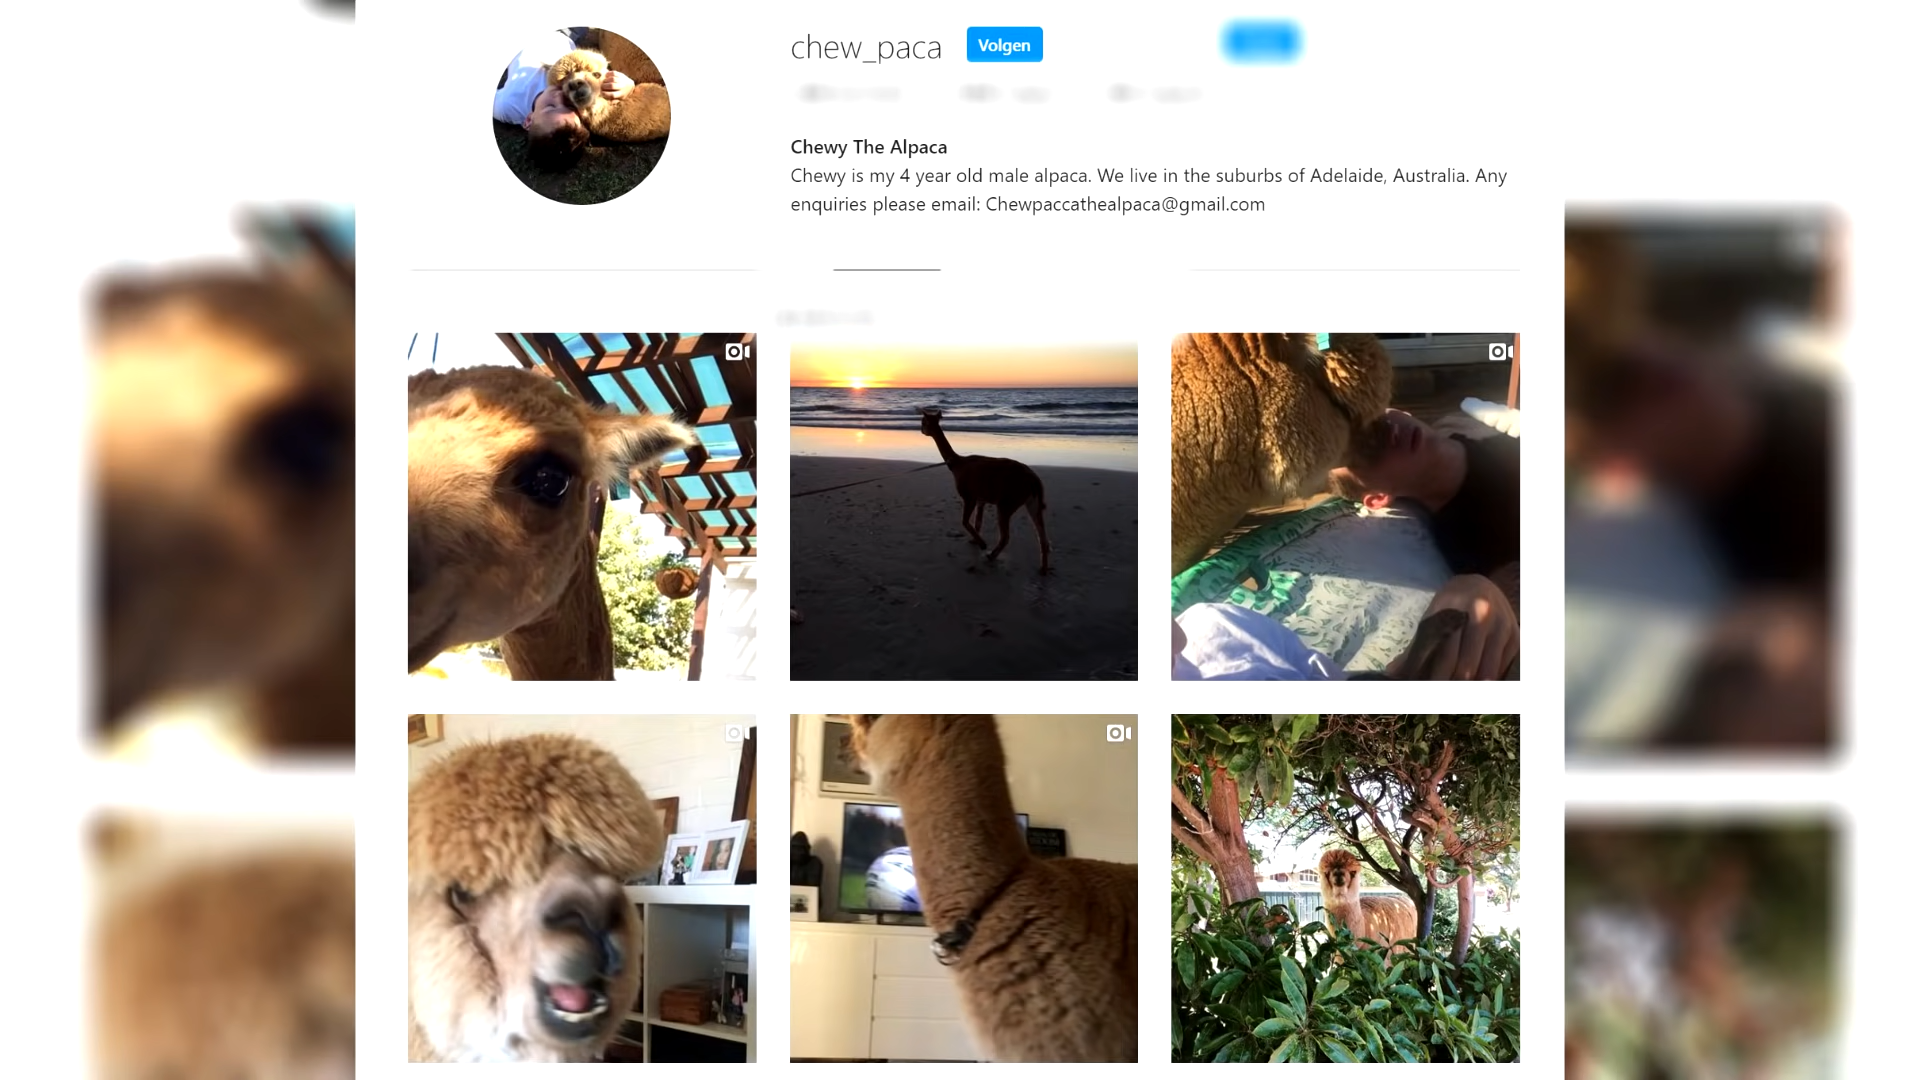 chew_paca
Volgen
Chewy The Alpaca
Chewy is my 4 year old male alpaca. We live in the suburbs of Adelaide, Australia. Any
enquiries please email: Chewpaccathealpaca@gmail.com